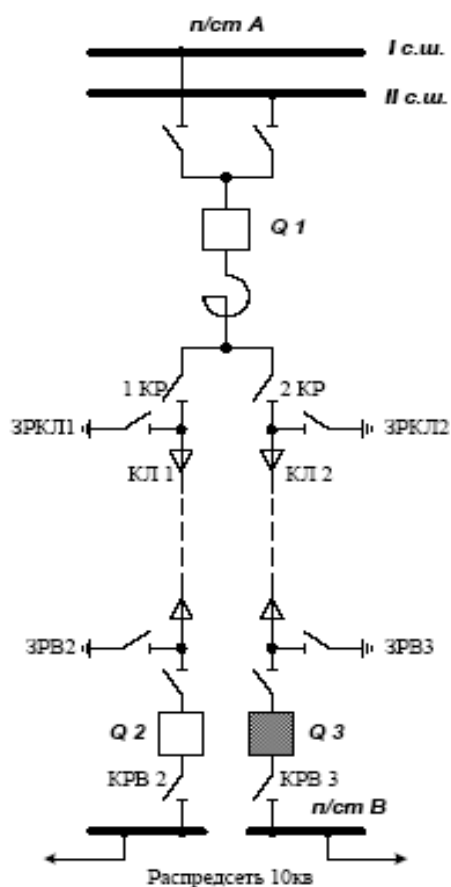 п/ст А
I с.ш.
II с.ш.
Q 1
1 КР
2 КР
ЗРКЛ1
ЗРКЛ2
КЛ 1
КЛ 2
ЗРВ2
ЗРВ3
Q 2
Q 3
КРВ 2
КРВ 3
п/ст В
Распредсеть 10кв